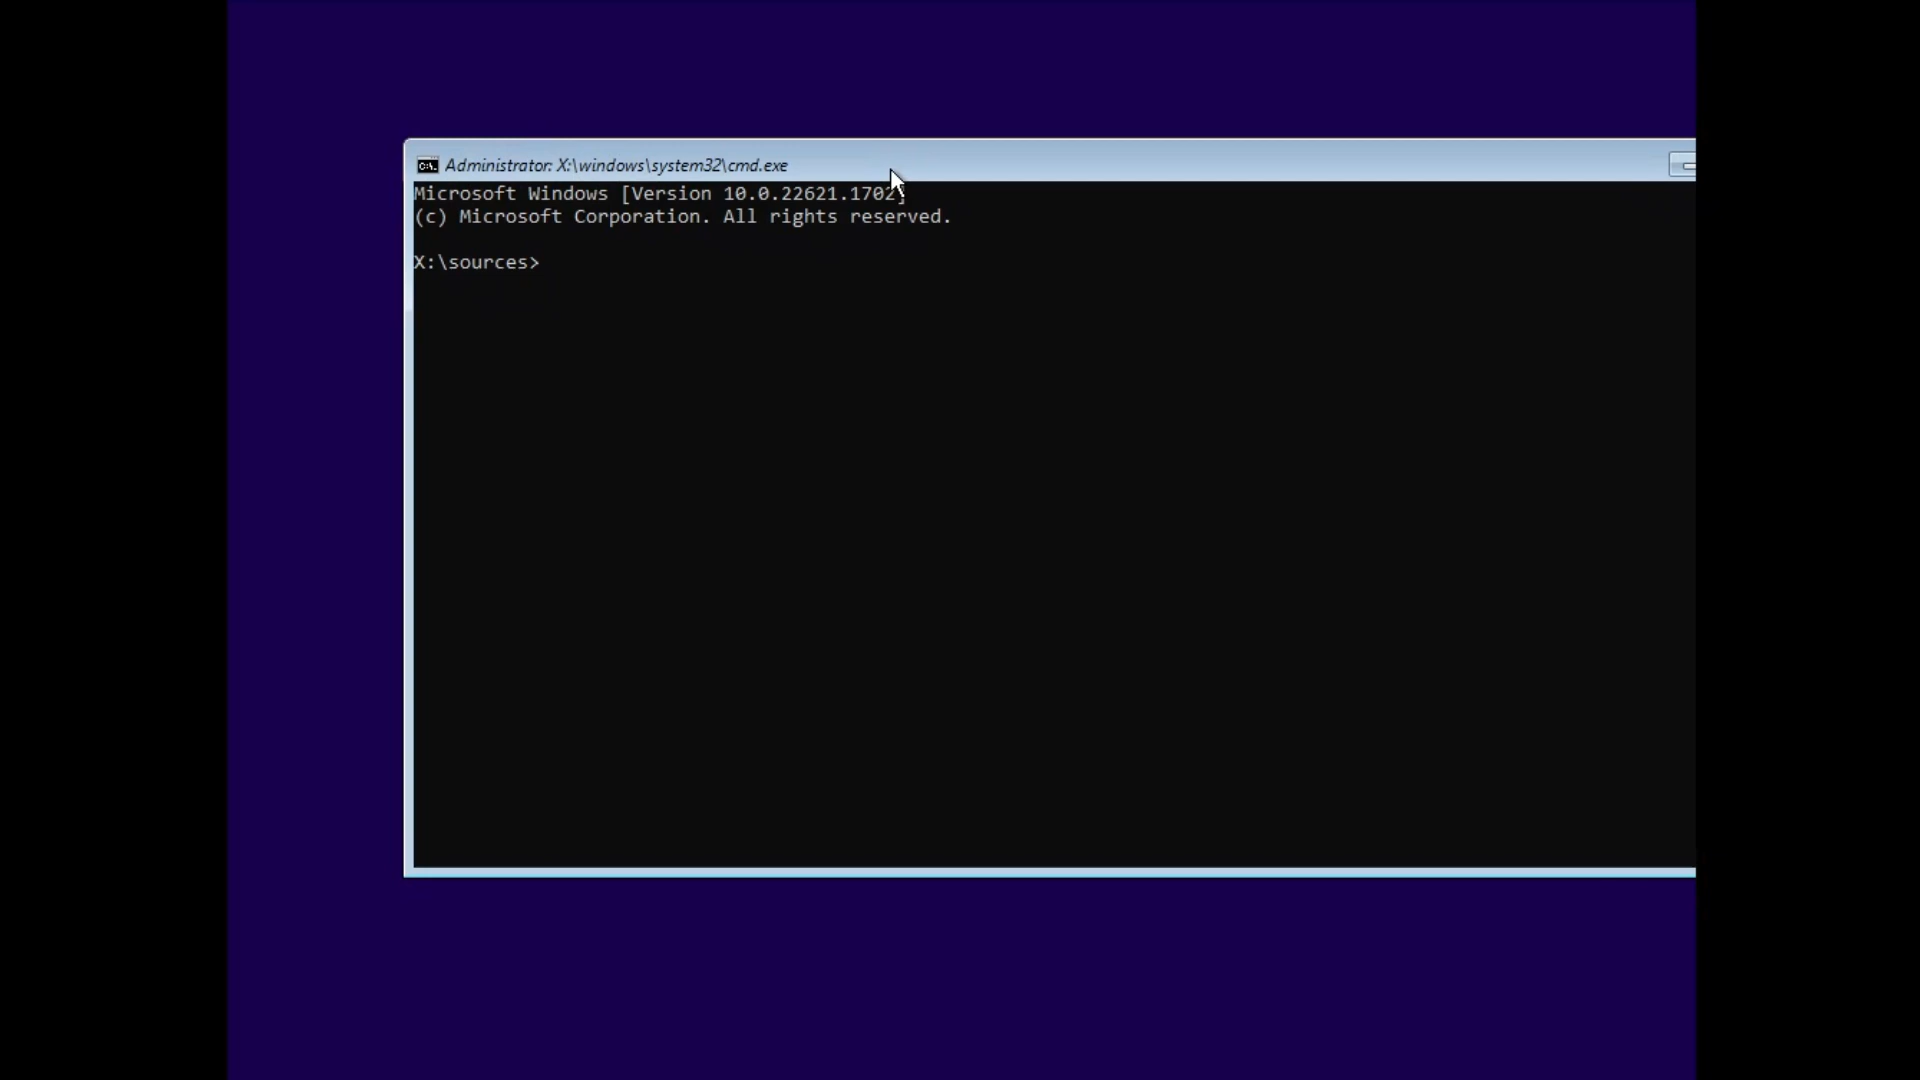 Administrator: X:\windows\system32\cmd.exe
Microsoft Windows [Version 10.0.22621.1702]
(c) Microsoft Corporation. All rights reserved.
X:\sources>